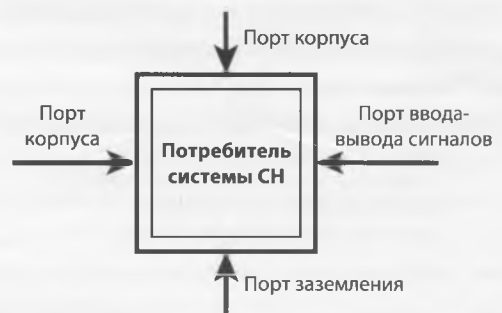 Порт корпуса
Порт
корпуса
Потребитель
системы СН
Порт ввода-
вывода сигналов
Порт заземления